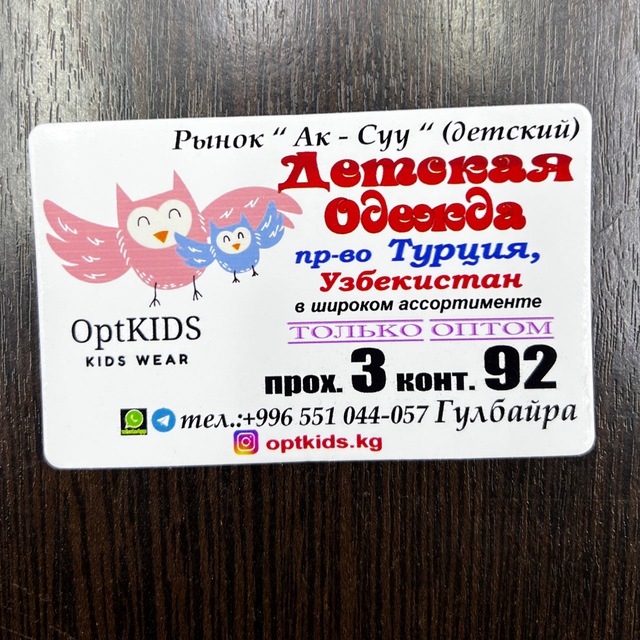 Рынок “ Ак - Суу “ (детский)
Детская
Одежда
пр-во Турция,
Узбекистан
в широком ассортименте
ТОЛЬКО ОПТОМ
OptKIDS
KIDS WEAR
прох. 3 конт. 92
тел.:+996 551 044-057 Гулбайра
optkids.kg